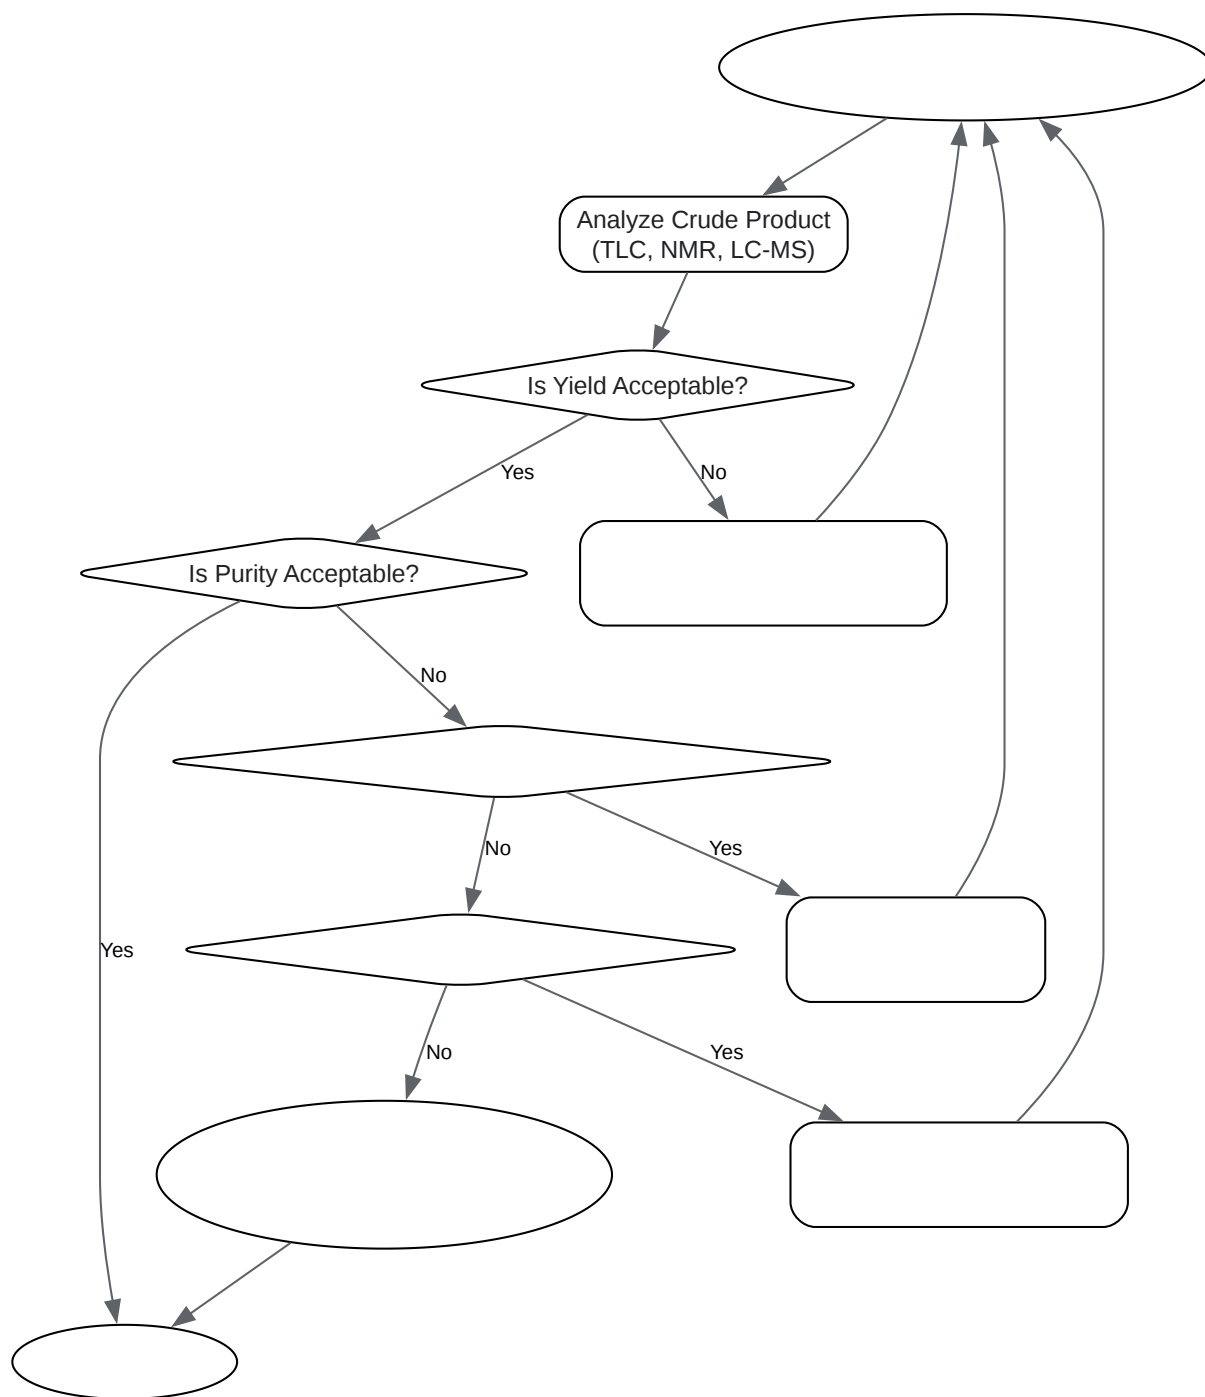 Analyze Crude Product
(TLC, NMR, LC-MS)
Is Yield Acceptable?
Yes
No
Is Purity Acceptable?
No
No
Yes
Yes
No
Yes